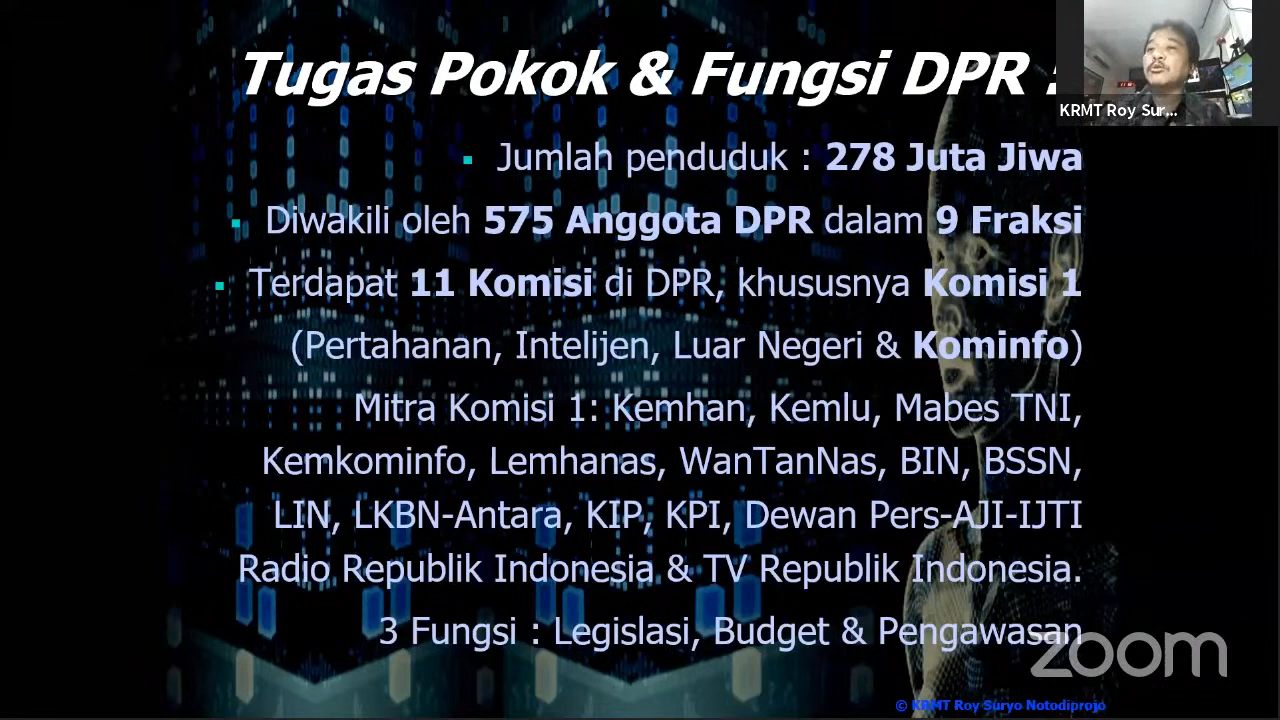 Tugas Pokok & Fungsi DPR :
KRMT Roy Sur...
▪ Jumlah penduduk : 278 Juta Jiwa
▪ Diwakili oleh 575 Anggota DPR dalam 9 Fraksi
▪ Terdapat 11 Komisi di DPR, khususnya Komisi 1
(Pertahanan, Intelijen, Luar Negeri & Kominfo)
Mitra Komisi 1: Kemhan, Kemlu, Mabes TNI,
Kemkominfo, Lemhanas, WanTanNas, BIN, BSSN,
LIN, LKBN-Antara, KIP, KPI, Dewan Pers-AJI-IJTI
Radio Republik Indonesia & TV Republik Indonesia.
3 Fungsi : Legislasi, Budget & Pengawasan
zoom
© KRMT Roy Suryo Notodiprojo